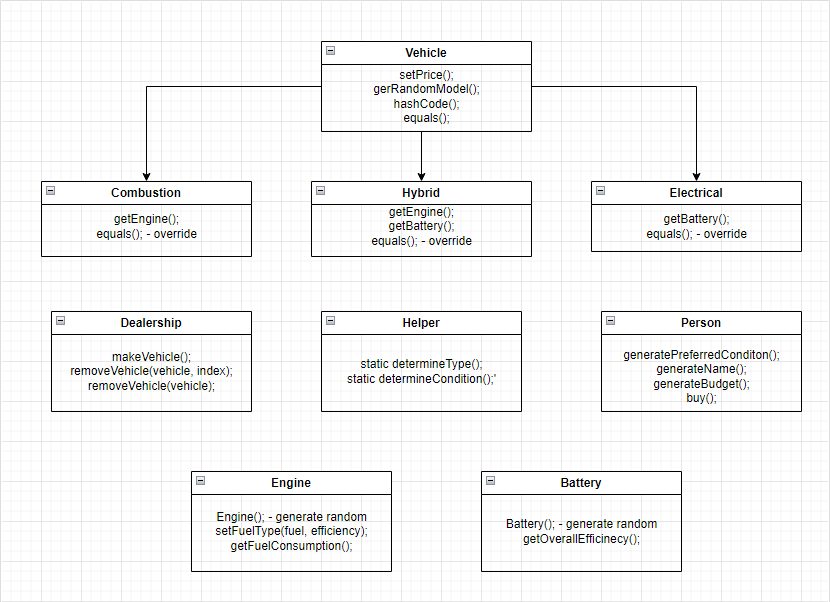 Vehicle
setPrice();
gerRandomModel();
hashCode();
equals();
Combustion
getEngine();
equals(); - override
Hybrid
getEngine();
getBattery();
equals(); - override
Electrical
getBattery();
equals(); - override
Dealership
makeVehicle();
removeVehicle(vehicle, index);
removeVehicle(vehicle);
Helper
static determineType();
static determineCondition();'
Person
generatePreferredConditon();
generateName();
generateBudget();
buy();
Engine
Engine(); - generate random
setFuelType(fuel, efficiency);
getFuelConsumption();
Battery
Battery(); - generate random
getOverallEfficinecy();